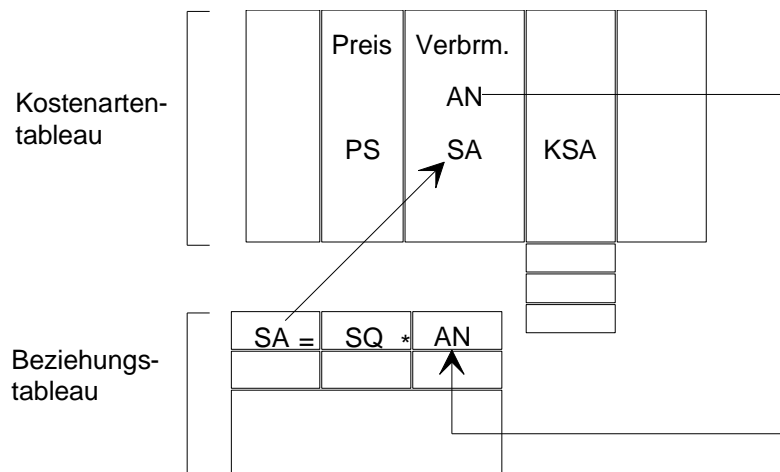 Preis Verbrm.
AN
Kostenarten-
tableau
PS SA KSA
SA = SQ * AN
Beziehungs-
tableau